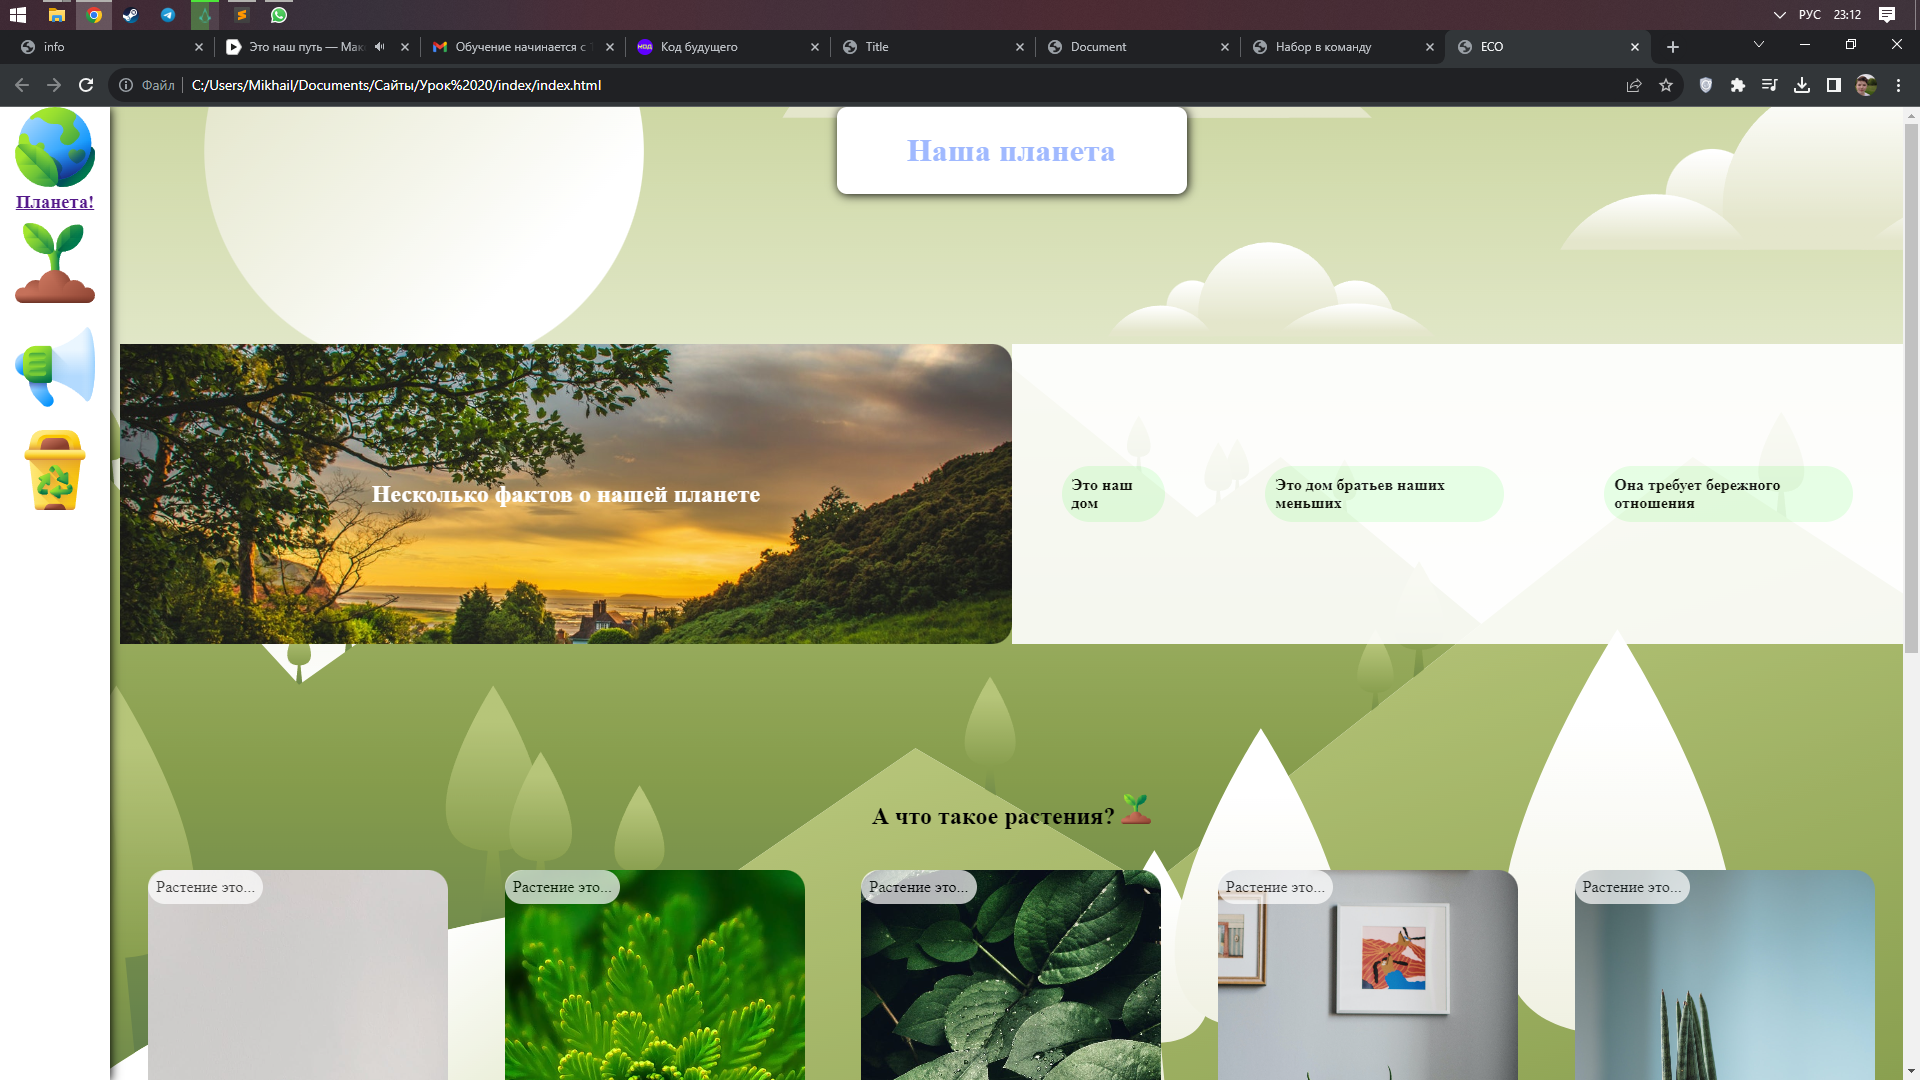 РУС
23:12
info
Это наш путь — Мак
Обучение начинается с
КОД
Код будущего
Title
Document
Набор в команду
ECO
Файл
C:/Users/Mikhail/Documents/Сайты/Урок%2020/index/index.html
Наша планета
Планета!
Несколько фактов о нашей планете
Это наш
дом
Это дом братьев наших
меньших
Она требует бережного
отношения
А что такое растения?
Растение это...
Растение это...
Растение это...
Растение это...
Растение это...